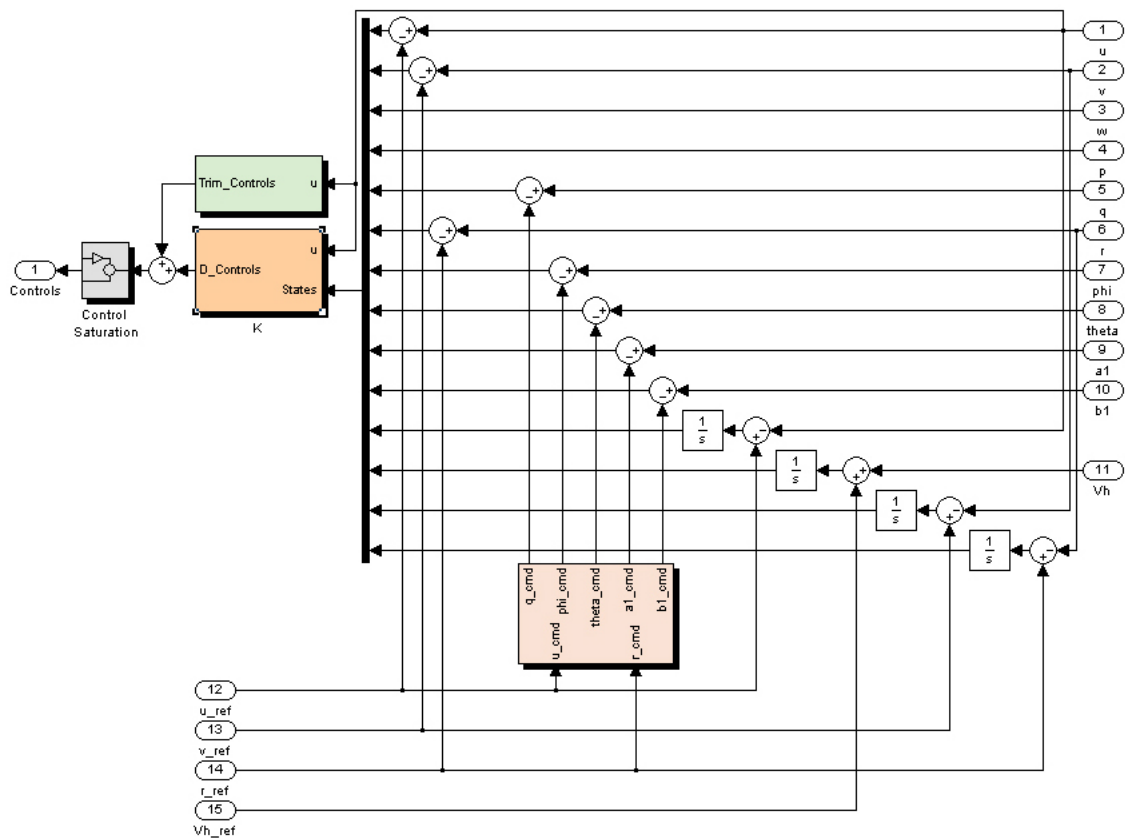 1
u
2
v
3
w
4
p
5
q
6
r
7
phi
8
theta
9
a1
10
b1
11
Vh
Trim_Controls u
u
D_Controls
States
K
1
Controls
Control
Saturation
- +
- +
- +
- +
- +
- +
- +
- +
+
+
1
s
+ -
1
s
+ +
1
s
+ -
1
s
+ -
q_cmd
phi_cmd
theta_cmd
a1_cmd
b1_cmd
u_cmd
r_cmd
12
u_ref
13
v_ref
14
r_ref
15
Vh_ref